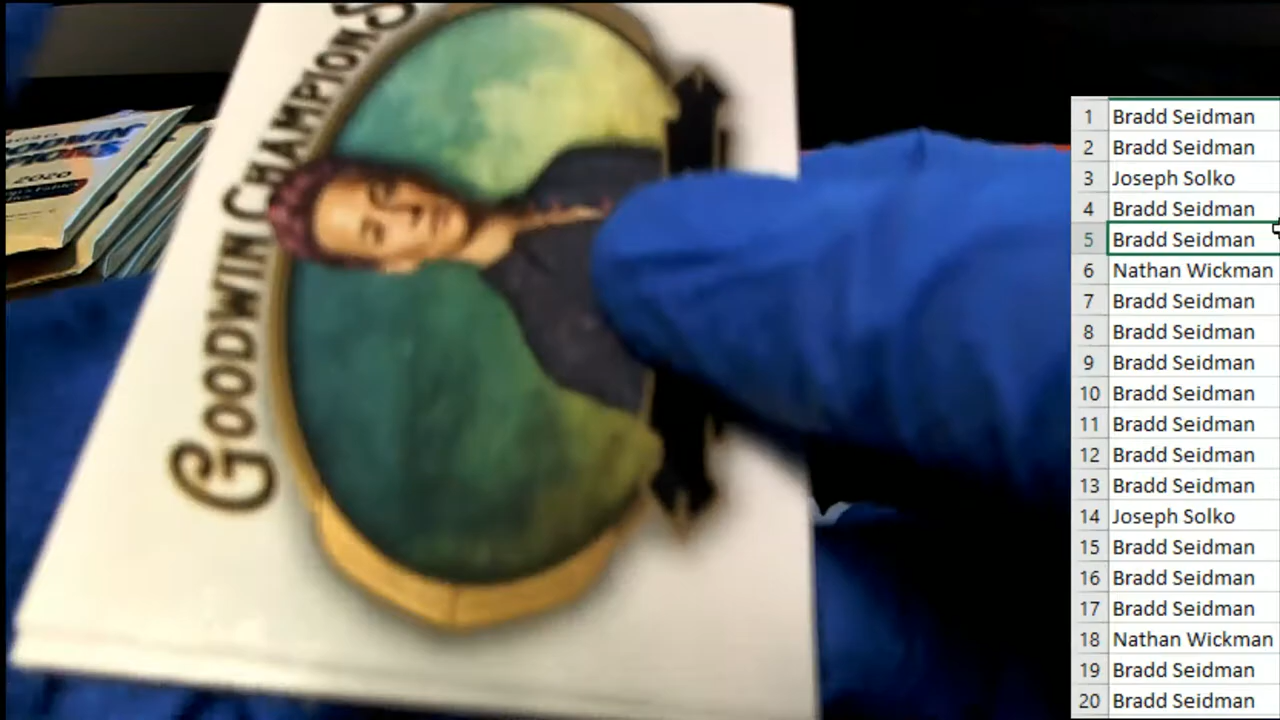 GOODWIN CHAMPIONS
2020
GOODWIN
2020
1 Bradd Seidman
2 Bradd Seidman
3 Joseph Solko
4 Bradd Seidman
5 Bradd Seidman
6 Nathan Wickman
7 Bradd Seidman
8 Bradd Seidman
9 Bradd Seidman
10 Bradd Seidman
11 Bradd Seidman
12 Bradd Seidman
13 Bradd Seidman
14 Joseph Solko
15 Bradd Seidman
16 Bradd Seidman
17 Bradd Seidman
18 Nathan Wickman
19 Bradd Seidman
20 Bradd Seidman